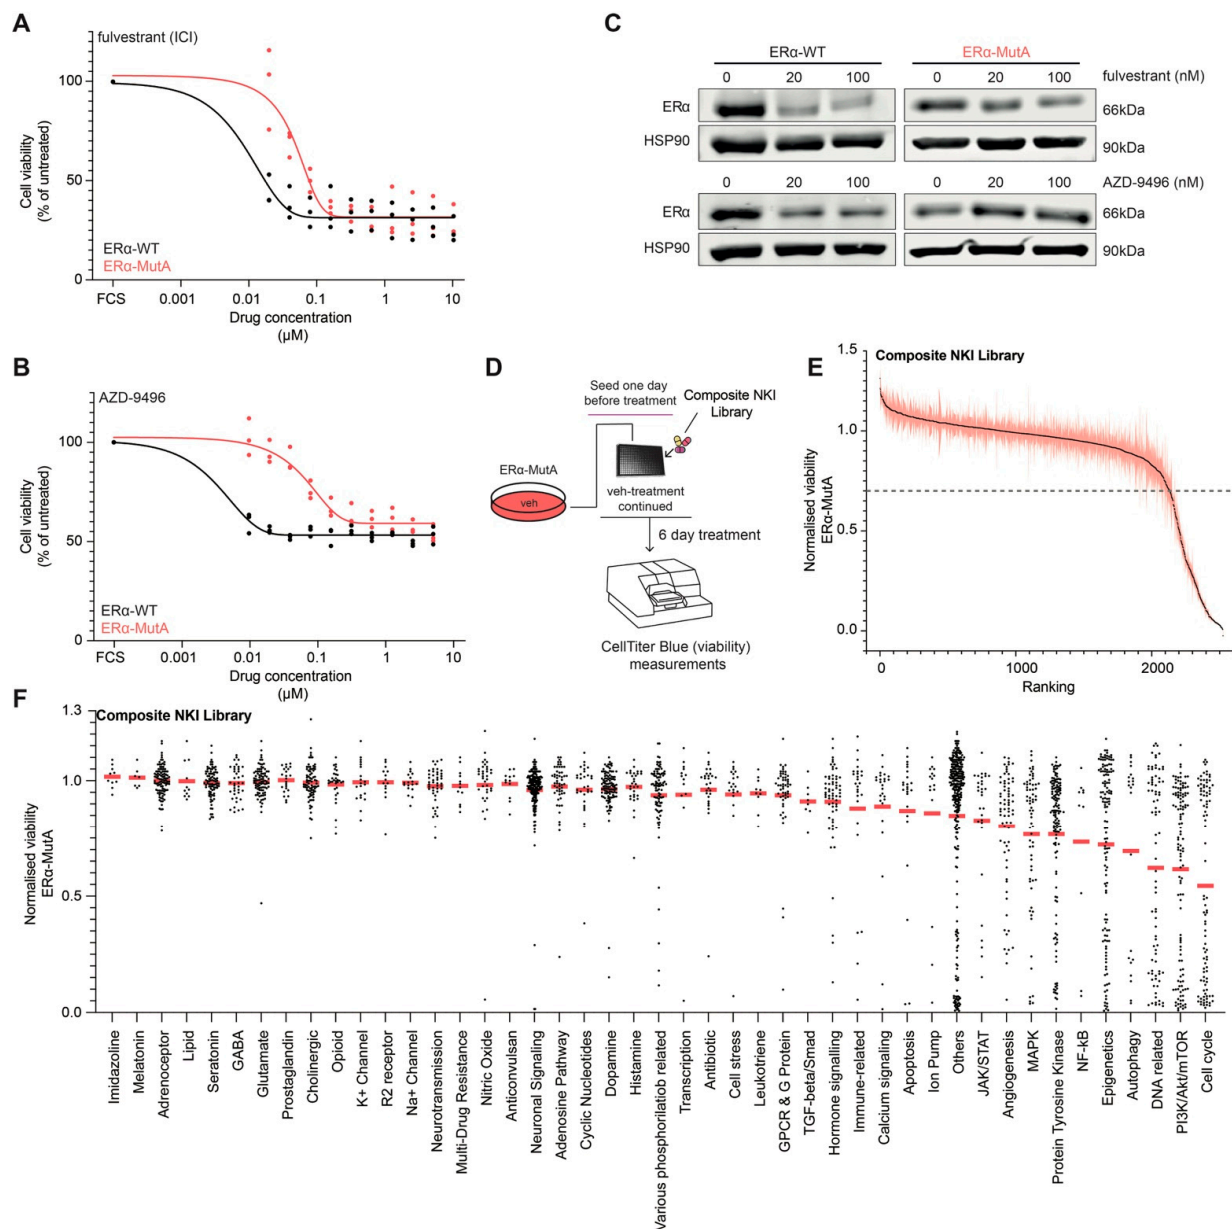 A
fulvestrant (ICI)
100
50
0
Cell viability
(% of untreated)
ERα-WT
ERα-MutA
FCS 0.001 0.01 0.1 1 10
Drug concentration
(µM)
C
ERα-WT ERα-MutA
0 20 100 0 20 100 fulvestrant (nM)
ERα 66kDa
HSP90 90kDa
0 20 100 0 20 100 AZD-9496 (nM)
ERα 66kDa
HSP90 90kDa
B
AZD-9496
100
50
0
Cell viability
(% of untreated)
ERα-WT
ERα-MutA
FCS 0.001 0.01 0.1 1 10
Drug concentration
(µM)
D
Seed one day
before treatment
Composite NKI
Library
ERα-MutA
veh
veh-treatment
continued
6 day treatment
CellTiter Blue (viability)
measurements
E
Composite NKI Library
1.5
1.0
0.5
0.0
Normalised viability
ERα-MutA
0 1000 2000
Ranking
F
Composite NKI Library
1.3
1.0
0.5
0.0
Normalised viability
ERα-MutA
Imidazoline
Melatonin
Adrenoceptor
Lipid
Seratonin
GABA
Glutamate
Prostaglandin
Cholinergic
Opioid
K+ Channel
R2 receptor
Na+ Channel
Neurotransmission
Multi-Drug Resistance
Nitric Oxide
Anticonvulsan
Neuronal Signaling
Adenosine Pathway
Cyclic Nucleotides
Dopamine
Histamine
Various phosphorilatiob related
Transcription
Antibiotic
Cell stress
Leukotriene
GPCR & G Protein
TGF-beta/Smad
Hormone signalling
Immune-related
Calcium signaling
Apoptosis
Ion Pump
Others
JAK/STAT
Angiogenesis
MAPK
Protein Tyrosine Kinase
NF-kB
Epigenetics
Autophagy
DNA related
PI3K/Akt/mTOR
Cell cycle